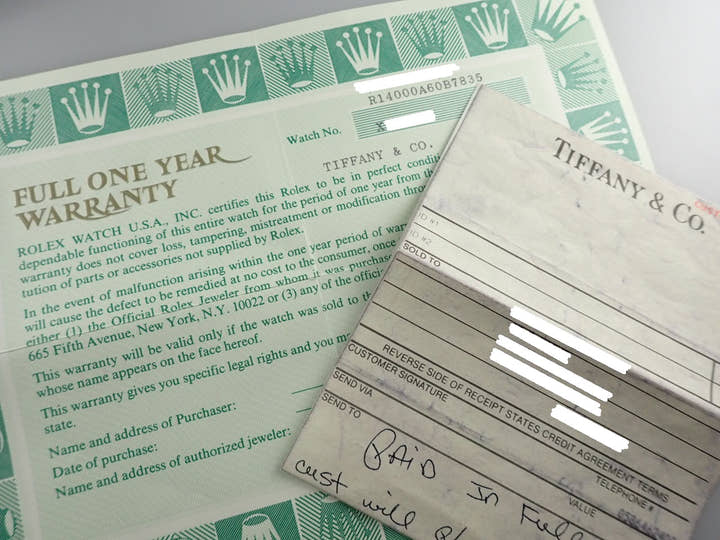 R14000A60B7835
Watch No. X
TIFFANY & CO.
FULL ONE YEAR
WARRANTY
ROLEX WATCH U.S.A., INC. certifies this Rolex to be in perfect
dependable functioning of this entire watch for the period of one year from
warranty does not cover loss, tampering, mistreatment or modification
tution of parts or accessories not supplied by Rolex.
In the event of malfunction arising within the one year period of
will cause the defect to be remedied at no cost to the consumer, once
either (1) the Official Rolex Jeweler from whom it was
665 Fifth Avenue, New York, N.Y. 10022 or (3) any of the
This warranty will be valid only if the watch was sold to
whose name appears on the face hereof.
This warranty gives you specific legal rights and you
state.
Name and address of Purchaser:
Date of purchase:
Name and address of authorized jeweler:
TIFFANY & CO.
ID #1
ID #2
SOLD TO
REVERSE SIDE OF RECEIPT STATES CREDIT AGREEMENT TERMS
CUSTOMER SIGNATURE
TELEPHONE #
SEND VIA
VALUE
SEND TO
PAID In Full
cust will